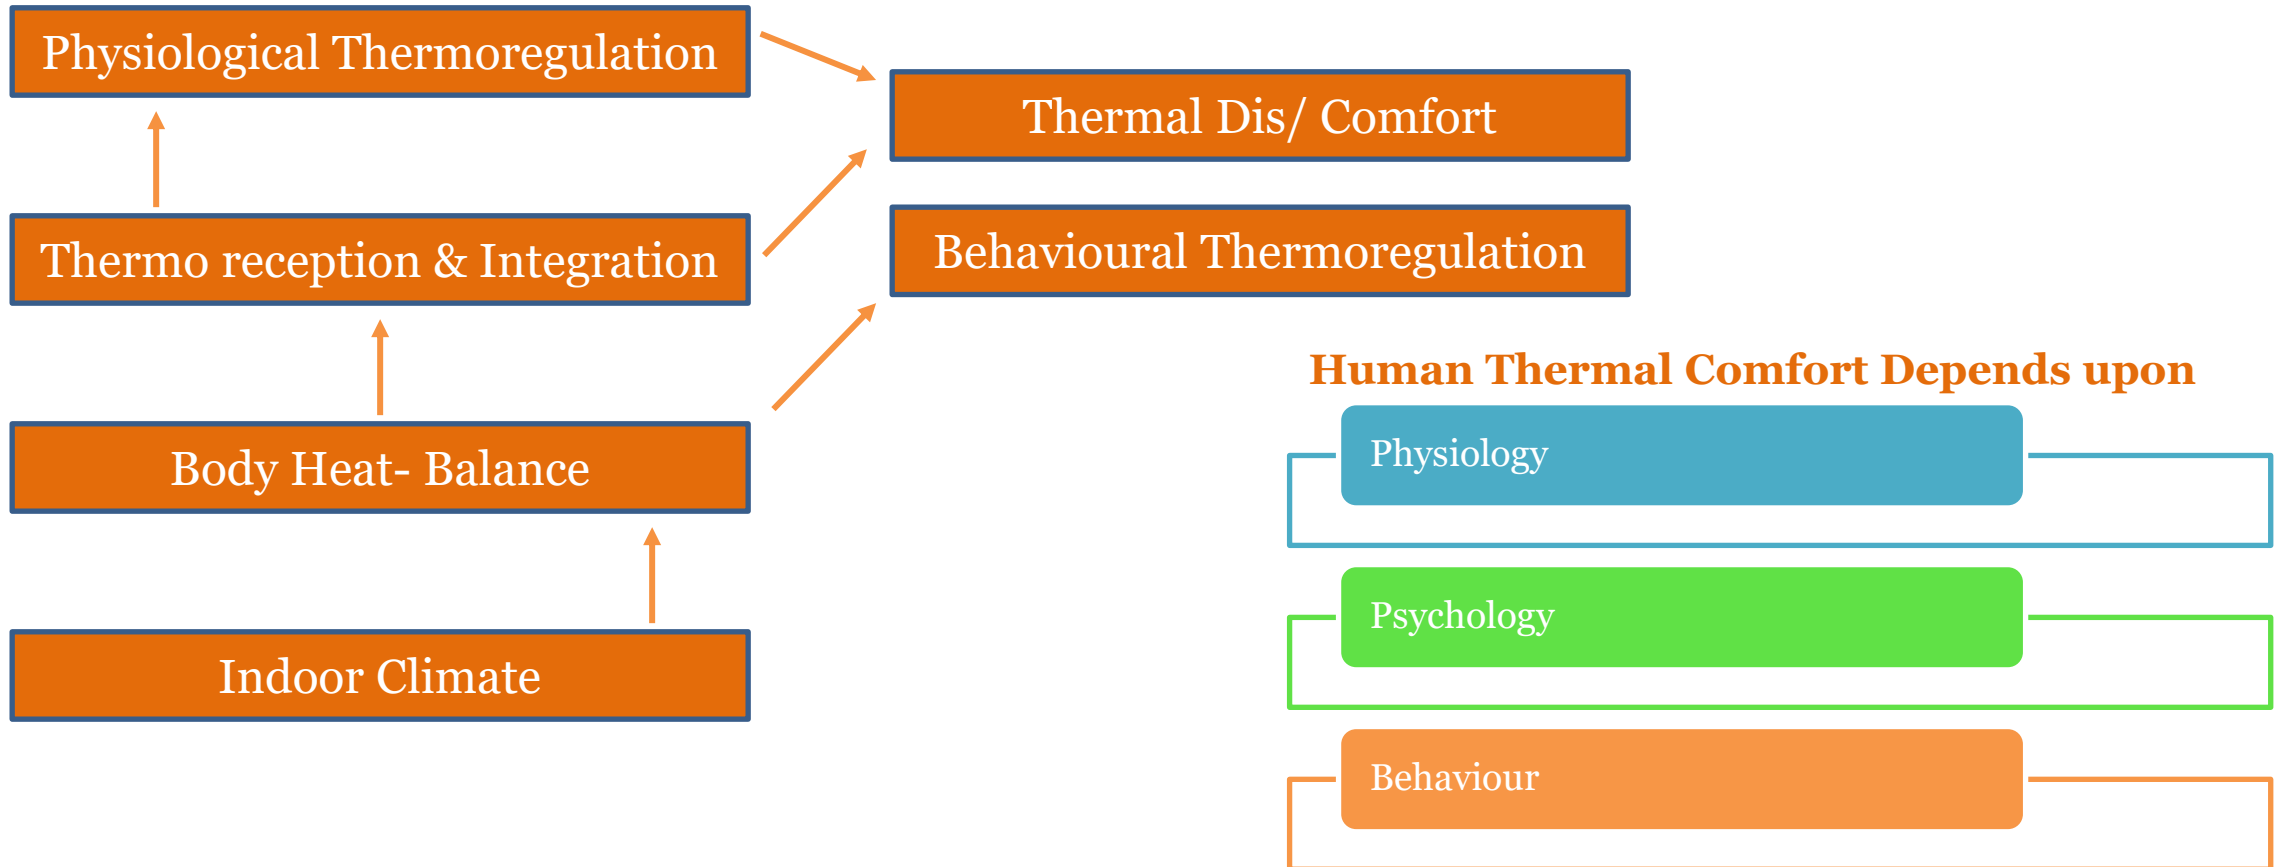 Physiological Thermoregulation
Thermal Dis/ Comfort
Thermo reception & Integration
Behavioural Thermoregulation
Body Heat- Balance
Indoor Climate
Human Thermal Comfort Depends upon
Physiology
Psychology
Behaviour